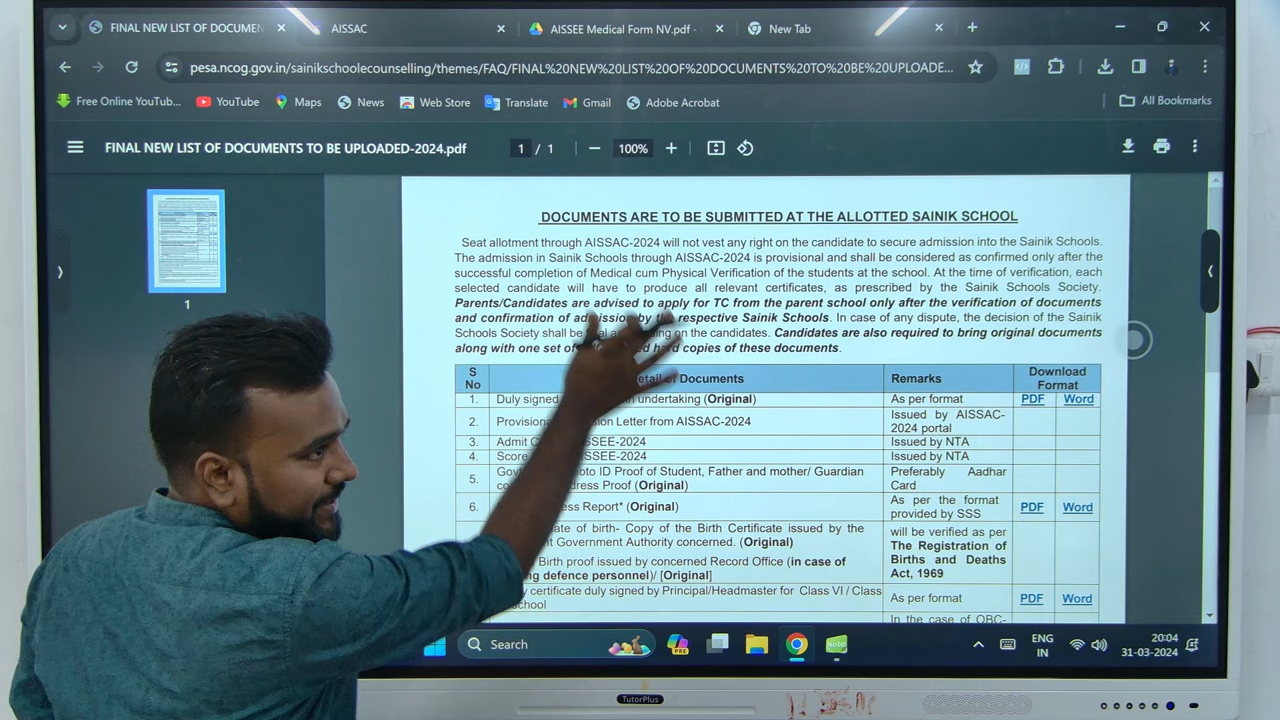 FINAL NEW LIST OF DOCUMEN
AISSAC
AISSEE Medical Form NV.pdf -
New Tab
pesa.ncog.gov.in/sainikschoolecounselling/themes/FAQ/FINAL%20NEW%20LIST%20OF%20DOCUMENTS%20TO%20BE%20UPLOADE...
Free Online YouTub...
YouTube
Maps
News
Web Store
Translate
Gmail
Adobe Acrobat
All Bookmarks
FINAL NEW LIST OF DOCUMENTS TO BE UPLOADED-2024.pdf
1 / 1
100%
1
DOCUMENTS ARE TO BE SUBMITTED AT THE ALLOTTED SAINIK SCHOOL
Seat allotment through AISSAC-2024 will not vest any right on the candidate to secure admission into the Sainik Schools.
The admission in Sainik Schools through AISSAC-2024 is provisional and shall be considered as confirmed only after the
successful completion of Medical cum Physical Verification of the students at the school. At the time of verification, each
selected candidate will have to produce all relevant certificates, as prescribed by the Sainik Schools Society.
Parents/Candidates are advised to apply for TC from the parent school only after the verification of documents
and confirmation of admission by the respective Sainik Schools. In case of any dispute, the decision of the Sainik
Schools Society shall be on the candidates. Candidates are also required to bring original documents
along with one set of hard copies of these documents.
S No
Documents
Remarks
Download Format
1. Duly signed undertaking (Original) As per format PDF Word
2. Letter from AISSAC-2024 Issued by AISSAC-2024 portal
3. Admit SSEE-2024 Issued by NTA
4. Score SSEE-2024 Issued by NTA
5. ID Proof of Student, Father and mother/ Guardian
Proof (Original) Preferably Aadhar Card
6. Report* (Original) As per the format provided by SSS PDF Word
of birth- Copy of the Birth Certificate issued by the
Government Authority concerned. (Original)
Birth proof issued by concerned Record Office (in case of
defence personnel)/ [Original]
will be verified as per
The Registration of
Births and Deaths
Act, 1969
certificate duly signed by Principal/Headmaster for Class VI / Class
school
As per format PDF Word
In the case of OBC-
Search
PRE
Note
ENG
IN
20:04
31-03-2024
TutorPlus